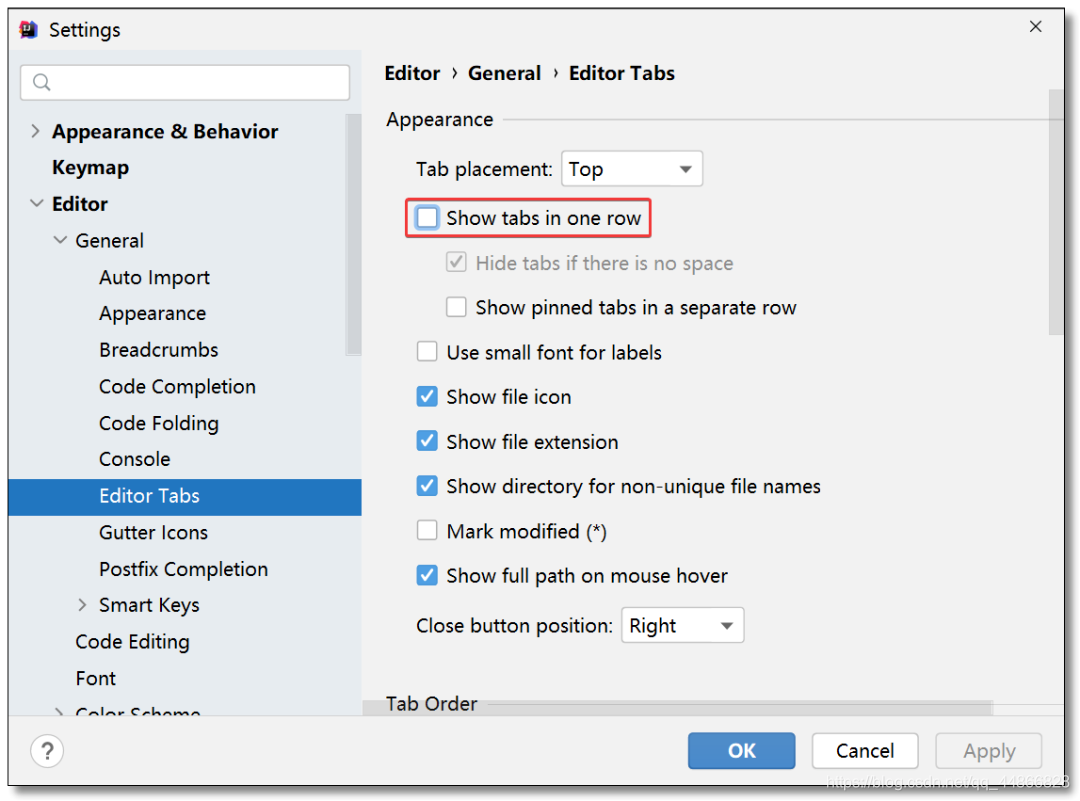 Settings
Appearance & Behavior
Keymap
Editor
General
Auto Import
Appearance
Breadcrumbs
Code Completion
Code Folding
Console
Editor Tabs
Gutter Icons
Postfix Completion
Smart Keys
Code Editing
Font
Color Scheme
Editor › General › Editor Tabs
Appearance
Tab placement: Top
Show tabs in one row
Hide tabs if there is no space
Show pinned tabs in a separate row
Use small font for labels
Show file icon
Show file extension
Show directory for non-unique file names
Mark modified (*)
Show full path on mouse hover
Close button position: Right
Tab Order
?
OK
Cancel
Apply
https://blog.csdn.net/qq_44866828